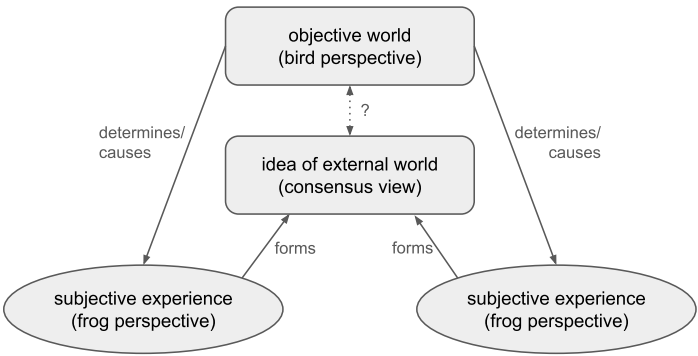 objective world
(bird perspective)
?
determines/
causes
determines/
causes
idea of external world
(consensus view)
forms
forms
subjective experience
(frog perspective)
subjective experience
(frog perspective)